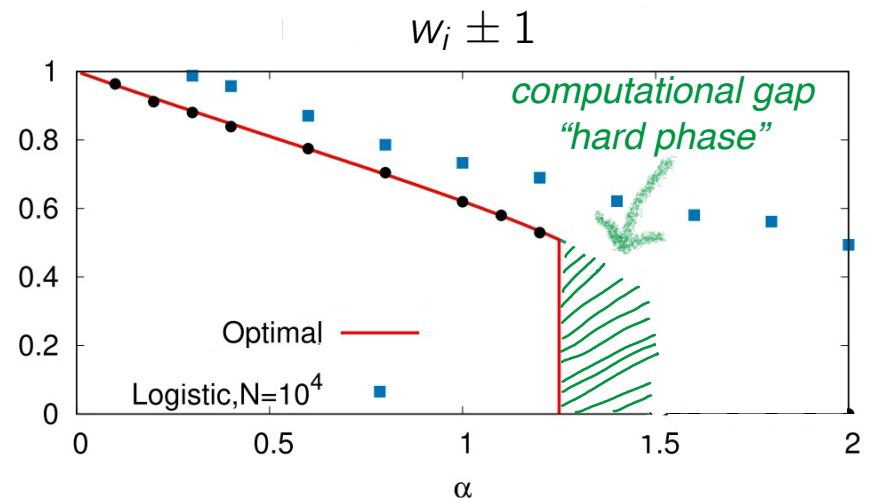 wᵢ ± 1
computational gap
“hard phase”
1
0.8
0.6
0.4
0.2
0
Optimal
Logistic,N=10⁴
0 0.5 1 1.5 2
α